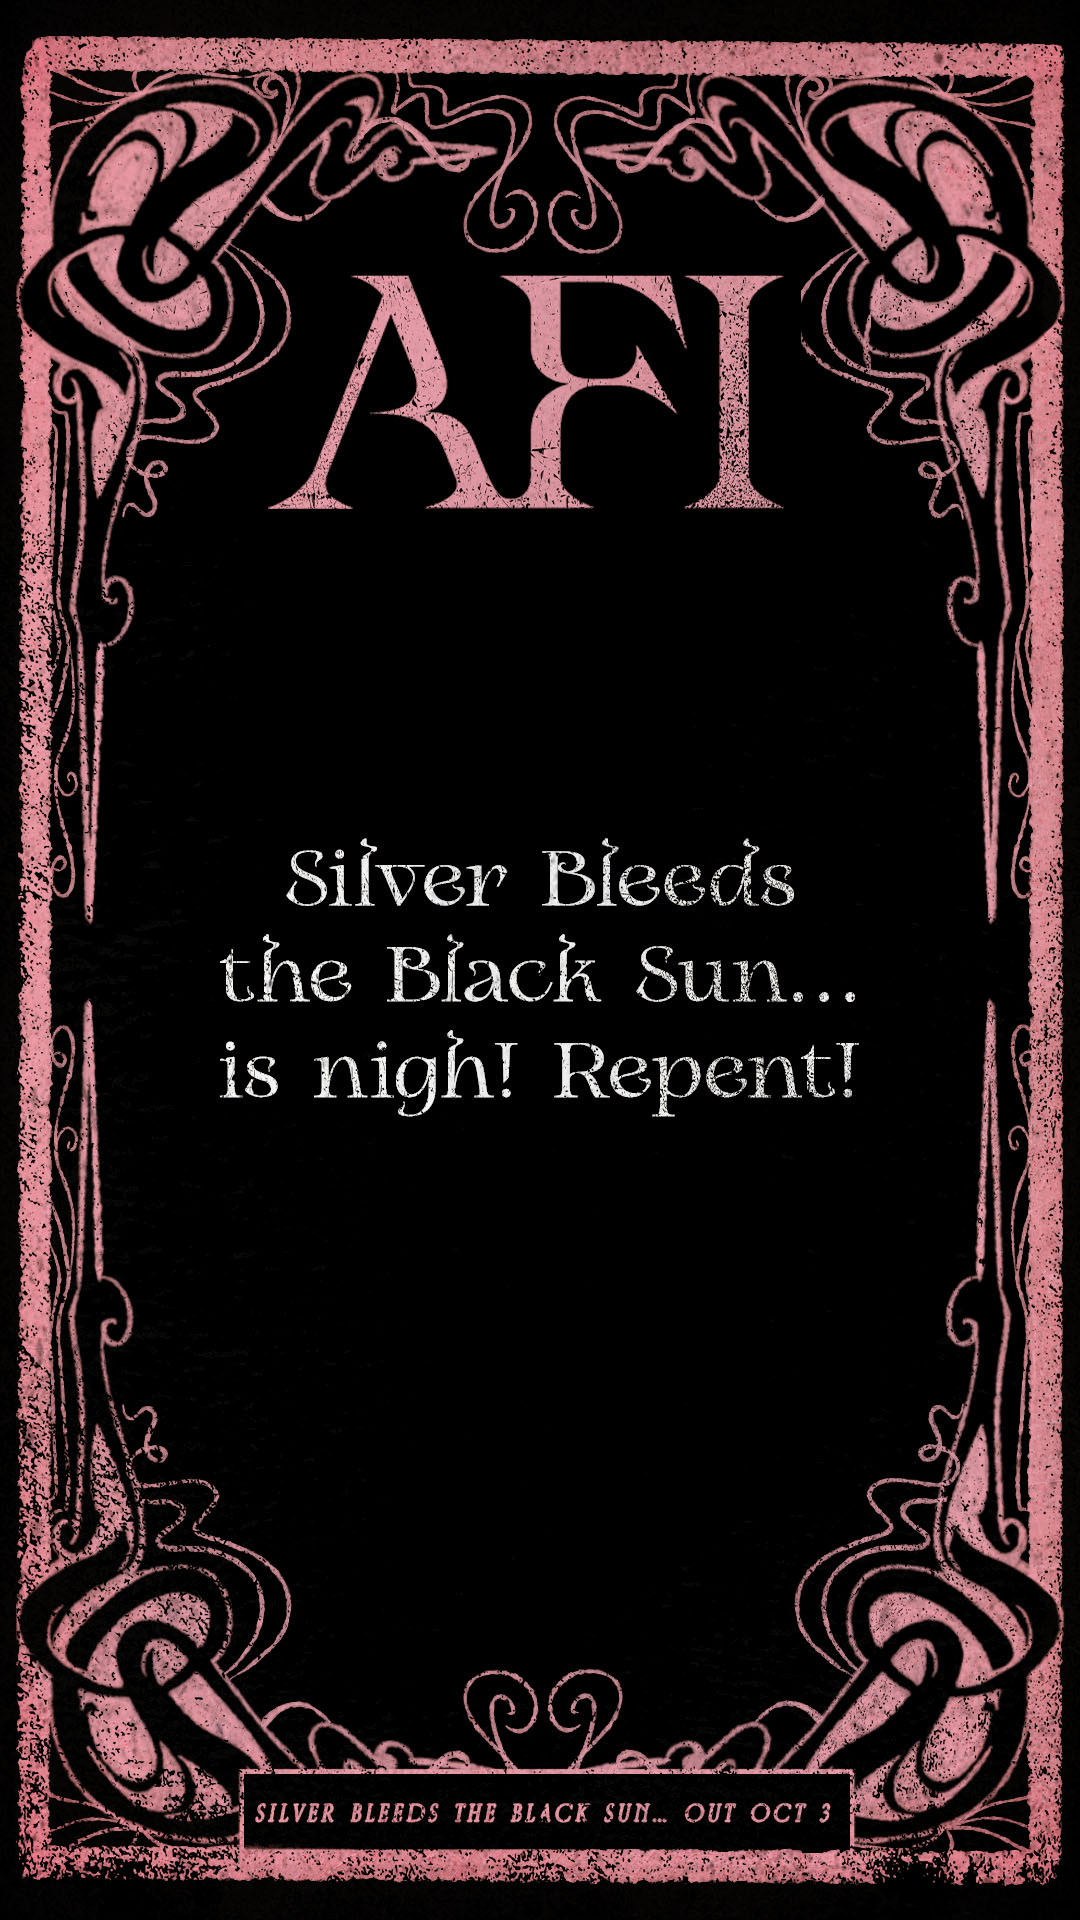 AFI
Silver Bleeds
the Black Sun...
is nigh! Repent!
SILVER BLEEDS THE BLACK SUN... OUT OCT 3